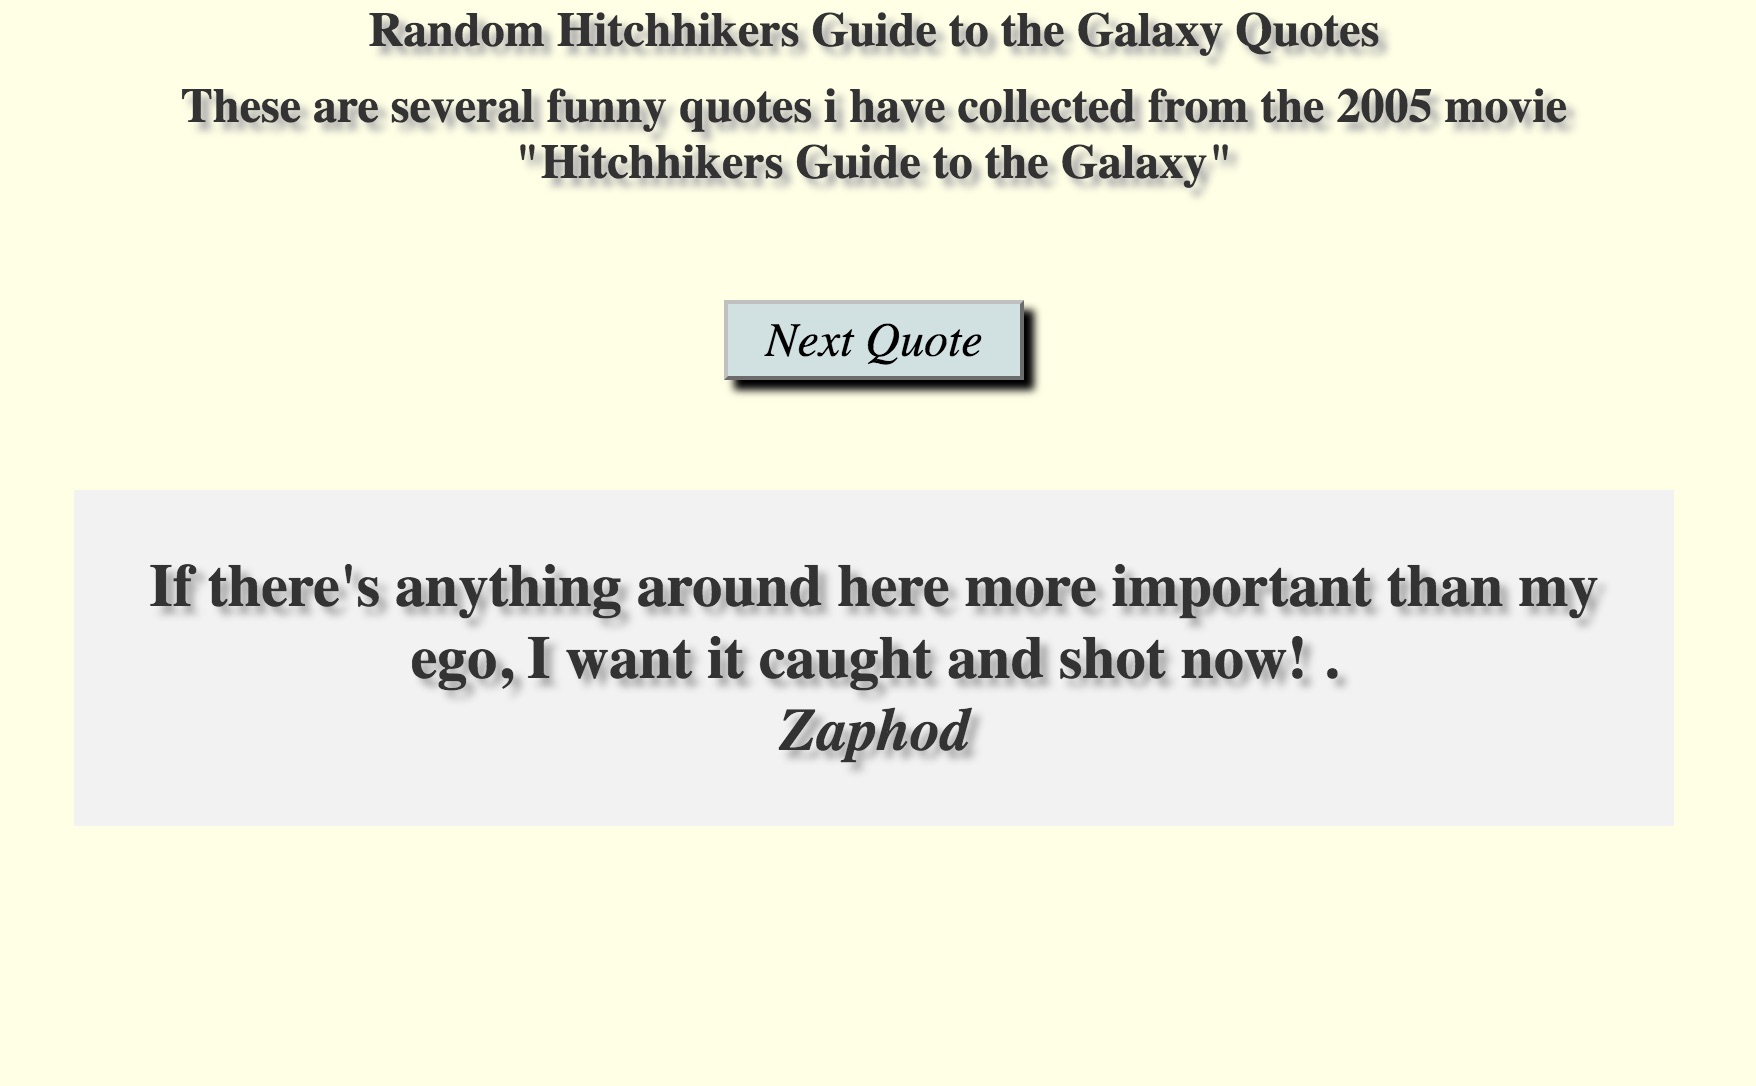 Random Hitchhikers Guide to the Galaxy Quotes
These are several funny quotes i have collected from the 2005 movie
"Hitchhikers Guide to the Galaxy"
Next Quote
If there's anything around here more important than my
ego, I want it caught and shot now! .
Zaphod